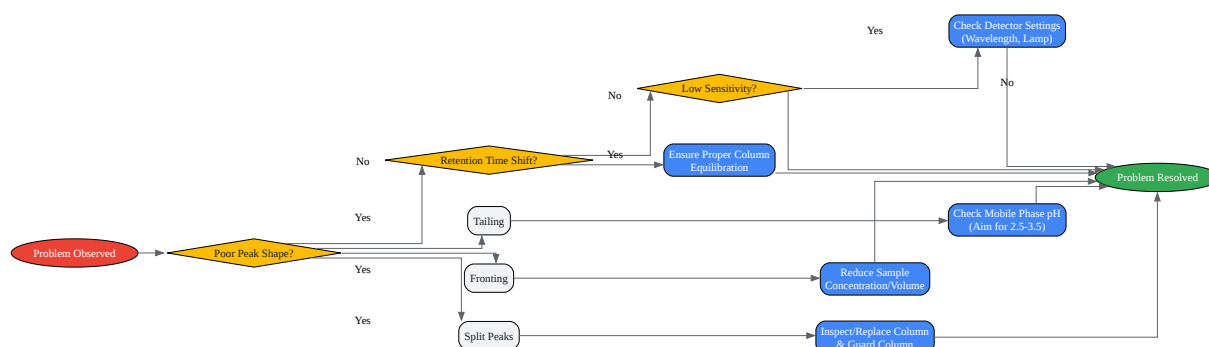 Yes
Check Detector Settings
(Wavelength, Lamp)
No
Low Sensitivity?
No
Retention Time Shift?
Yes
Ensure Proper Column
Equilibration
No
Problem Resolved
Yes
Tailing
Check Mobile Phase pH
(Aim for 2.5-3.5)
Problem Observed
Poor Peak Shape?
Yes
Fronting
Reduce Sample
Concentration/Volume
Yes
Split Peaks
Inspect/Replace Column
& Guard Column